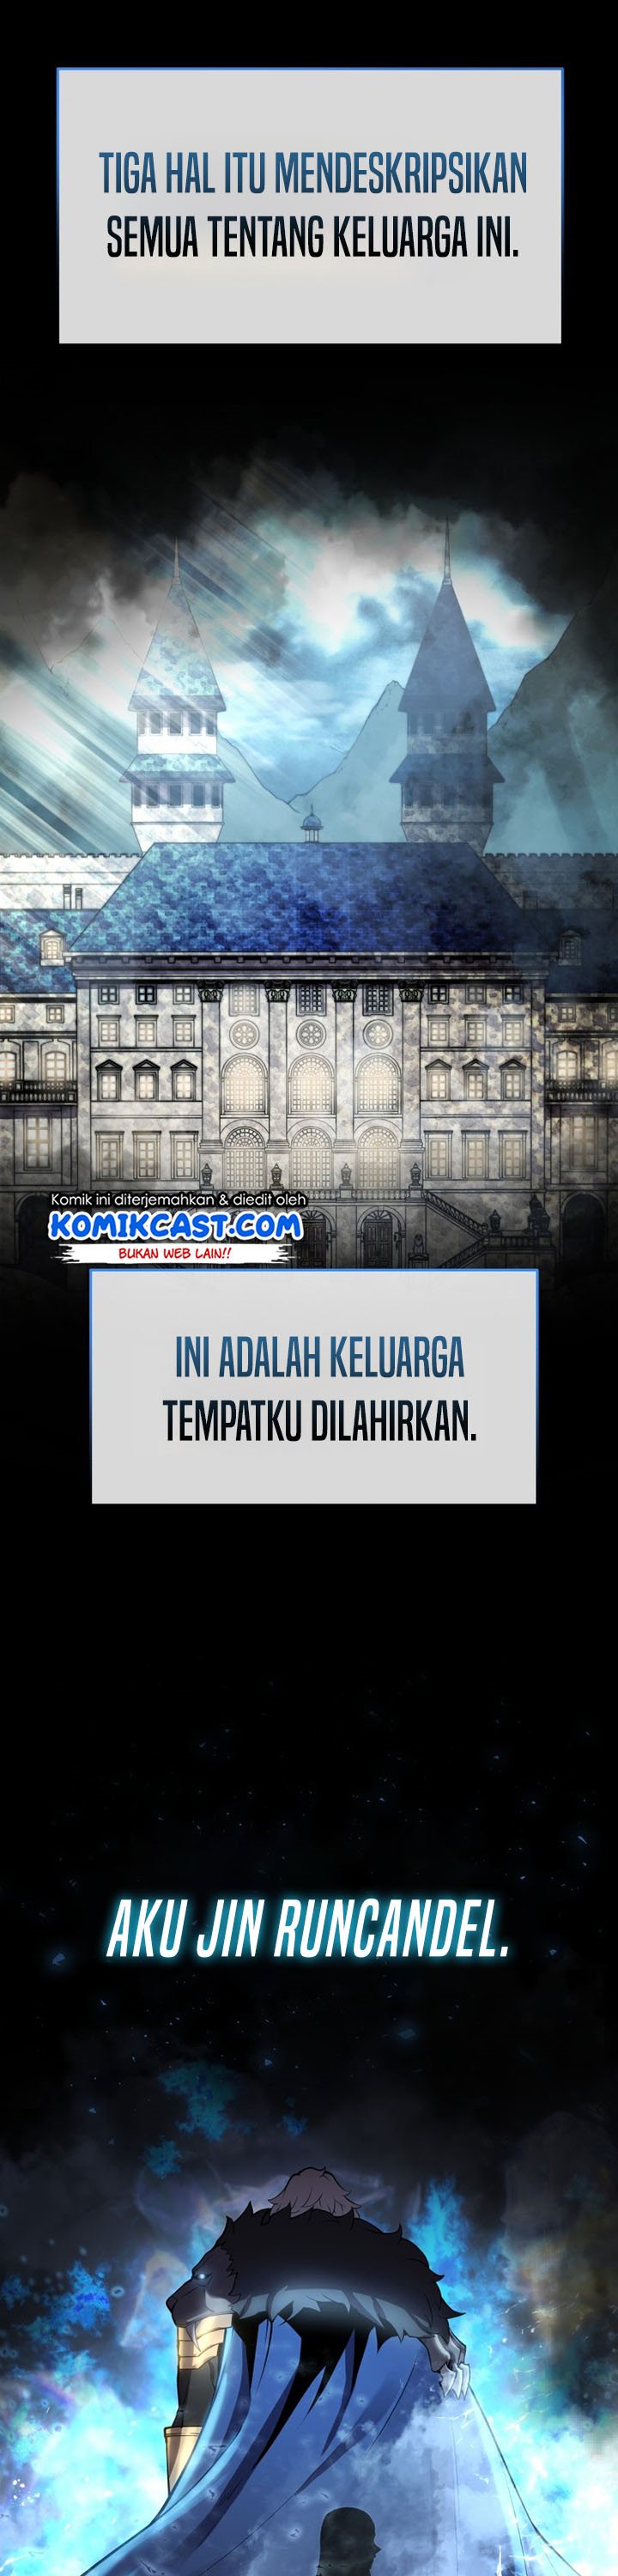 TIGA HAL ITU MENDESKRIPSIKAN
SEMUA TENTANG KELUARGA INI.
Komik ini diterjemahkan & diedit oleh
KOMIKCAST.COM
BUKAN WEB LAIN!!
INI ADALAH KELUARGA
TEMPATKU DILAHIRKAN.
AKU JIN RUNCANDEL.